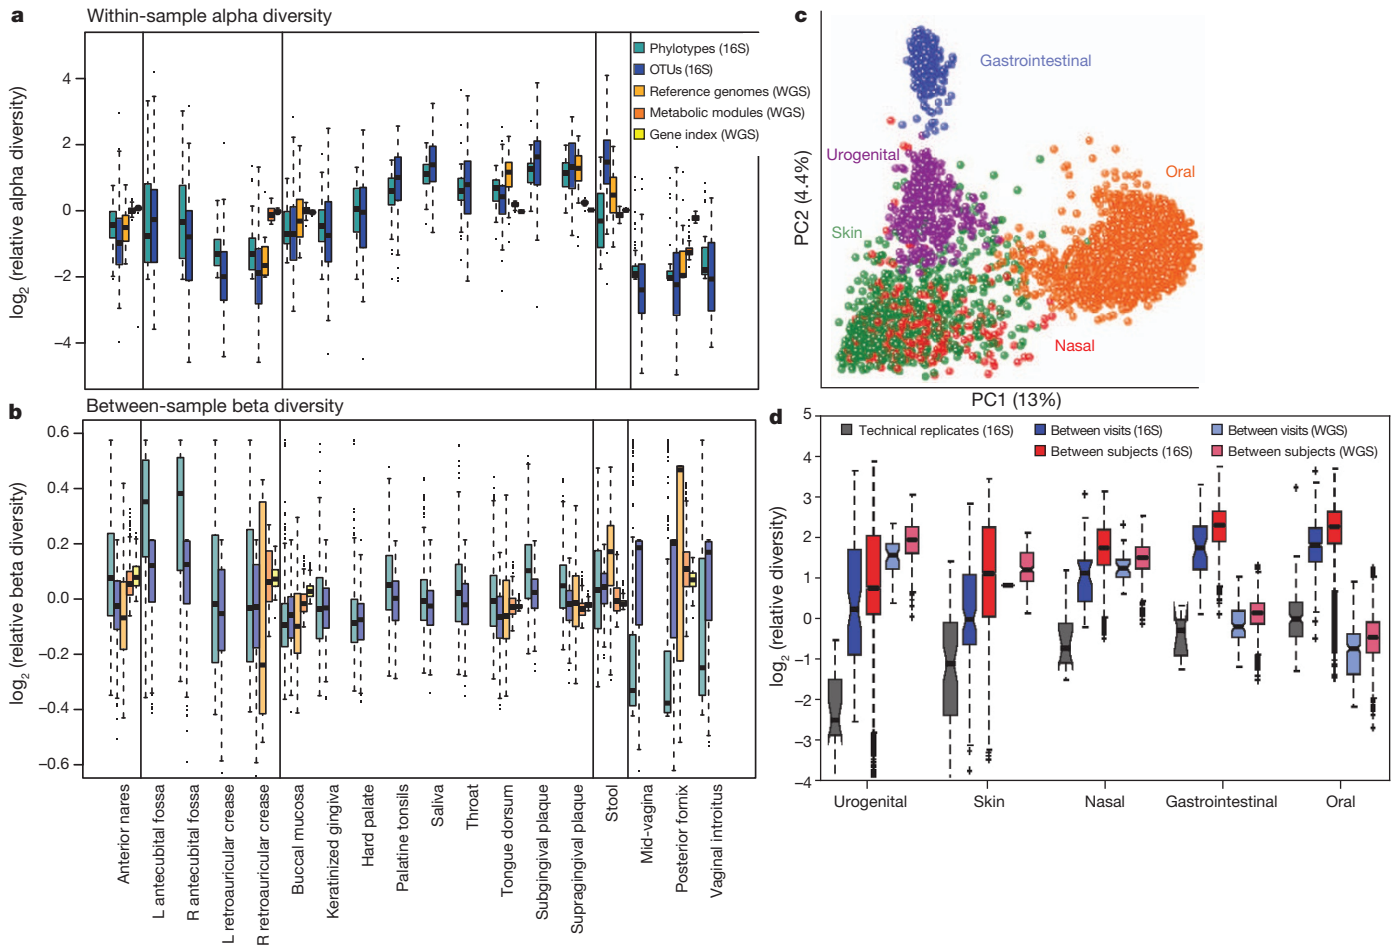 a
Within-sample alpha diversity
Phylotypes (16S)
OTUs (16S)
Reference genomes (WGS)
Metabolic modules (WGS)
Gene index (WGS)
log2 (relative alpha diversity)
4
2
0
−2
−4
b
Between-sample beta diversity
log2 (relative beta diversity)
0.6
0.4
0.2
0.0
−0.2
−0.4
−0.6
Anterior nares
L antecubital fossa
R antecubital fossa
L retroauricular crease
R retroauricular crease
Buccal mucosa
Keratinized gingiva
Hard palate
Palatine tonsils
Saliva
Throat
Tongue dorsum
Subgingival plaque
Supragingival plaque
Stool
Mid-vagina
Posterior fornix
Vaginal introitus
c
Gastrointestinal
Urogenital
Oral
Skin
Nasal
PC2 (4.4%)
PC1 (13%)
d
Technical replicates (16S)
Between visits (16S)
Between visits (WGS)
Between subjects (16S)
Between subjects (WGS)
log2 (relative diversity)
5
4
3
2
1
0
−1
−2
−3
−4
Urogenital
Skin
Nasal
Gastrointestinal
Oral